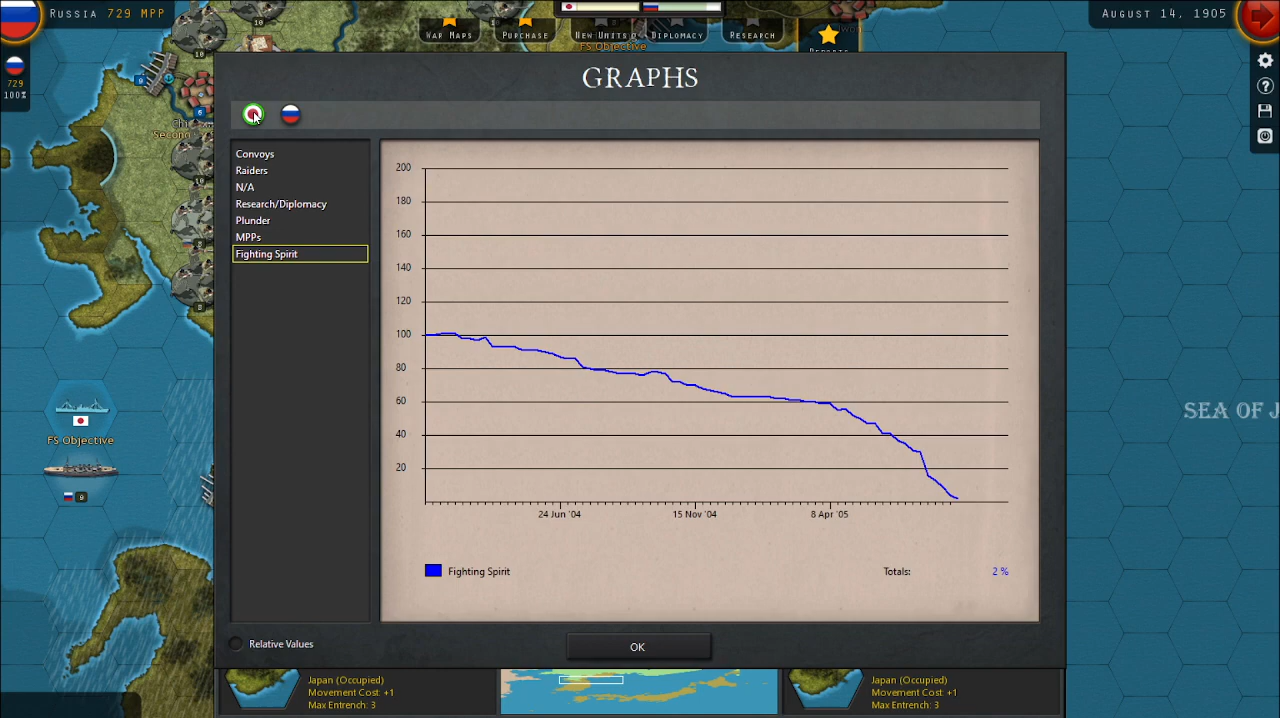 RUSSIA 729 MPP
AUGUST 14, 1905
WAR MAPS
PURCHASE
NEW UNITS
DIPLOMACY
RESEARCH
FS Objective
729
100%
GRAPHS
Convoys
Raiders
N/A
Research/Diplomacy
Plunder
MPPs
Fighting Spirit
200
180
160
140
120
100
80
60
40
20
24 Jun '04
15 Nov '04
8 Apr '05
Fighting Spirit
Totals:
2 %
Relative Values
OK
FS Objective
9
SEA OF J
Japan (Occupied)
Movement Cost: +1
Max Entrench: 3
Japan (Occupied)
Movement Cost: +1
Max Entrench: 3